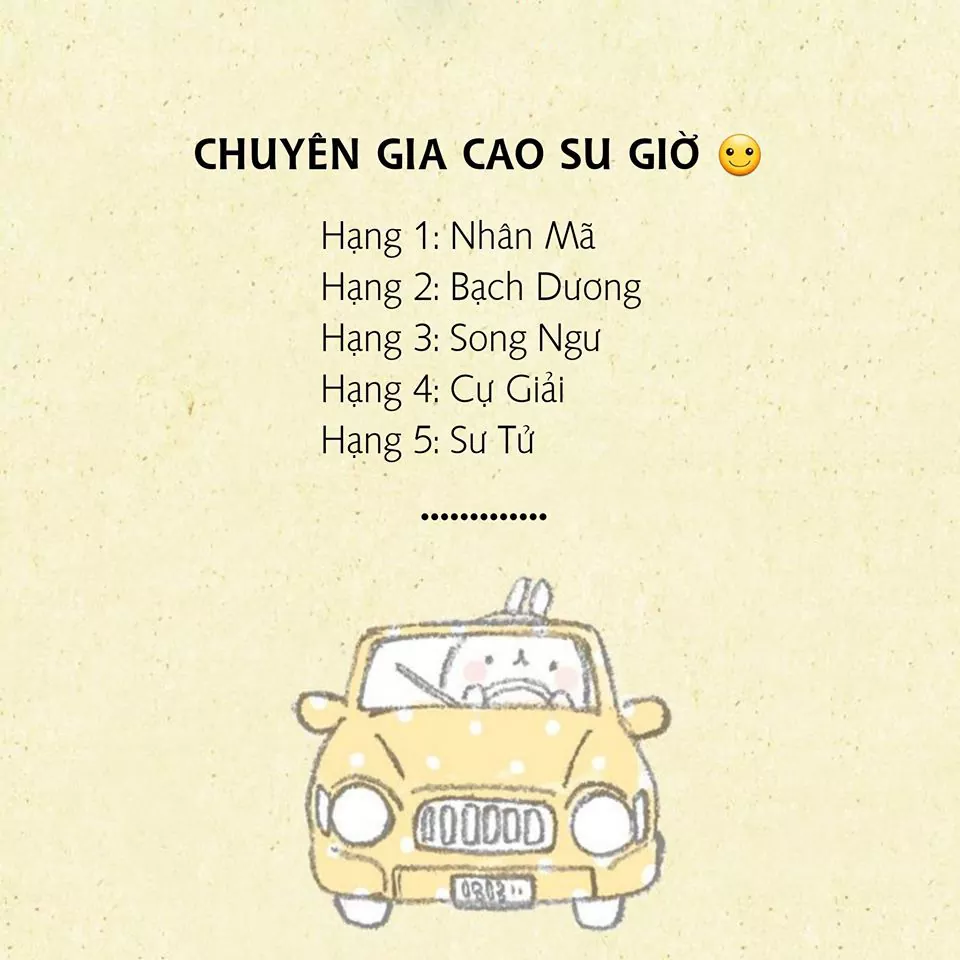 CHUYÊN GIA CAO SU GIỜ 🙂
Hạng 1: Nhân Mã
Hạng 2: Bạch Dương
Hạng 3: Song Ngư
Hạng 4: Cự Giải
Hạng 5: Sư Tử
.............